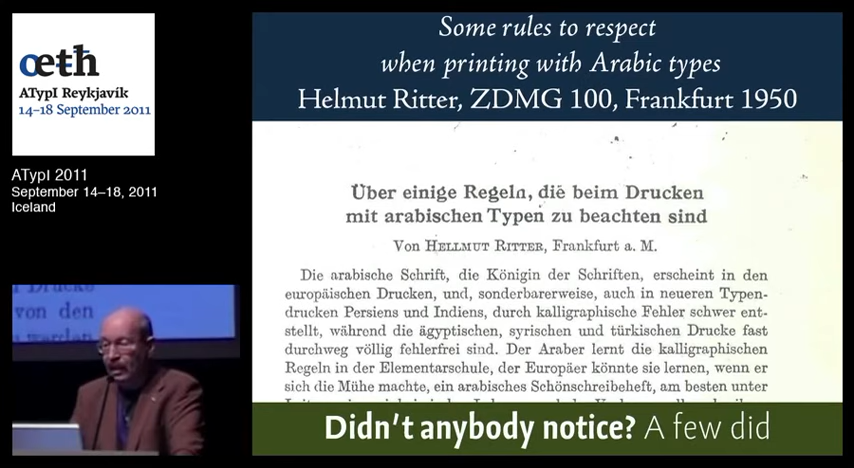 œetħ
ATypI Reykjavík
14–18 September 2011
ATypI 2011
September 14–18, 2011
Iceland
Some rules to respect
when printing with Arabic types
Helmut Ritter, ZDMG 100, Frankfurt 1950
Über einige Regeln, die beim Drucken
mit arabischen Typen zu beachten sind
Von HELLMUT RITTER, Frankfurt a. M.
Die arabische Schrift, die Königin der Schriften, erscheint in den
europäischen Drucken, und, sonderbarerweise, auch in neueren Typen-
drucken Persiens und Indiens, durch kalligraphische Fehler schwer ent-
stellt, während die ägyptischen, syrischen und türkischen Drucke fast
durchweg völlig fehlerfrei sind. Der Araber lernt die kalligraphischen
Regeln in der Elementarschule, der Europäer könnte sie lernen, wenn er
sich die Mühe machte, ein arabisches Schönschreibeheft, am besten unter
Didn't anybody notice? A few did
von den